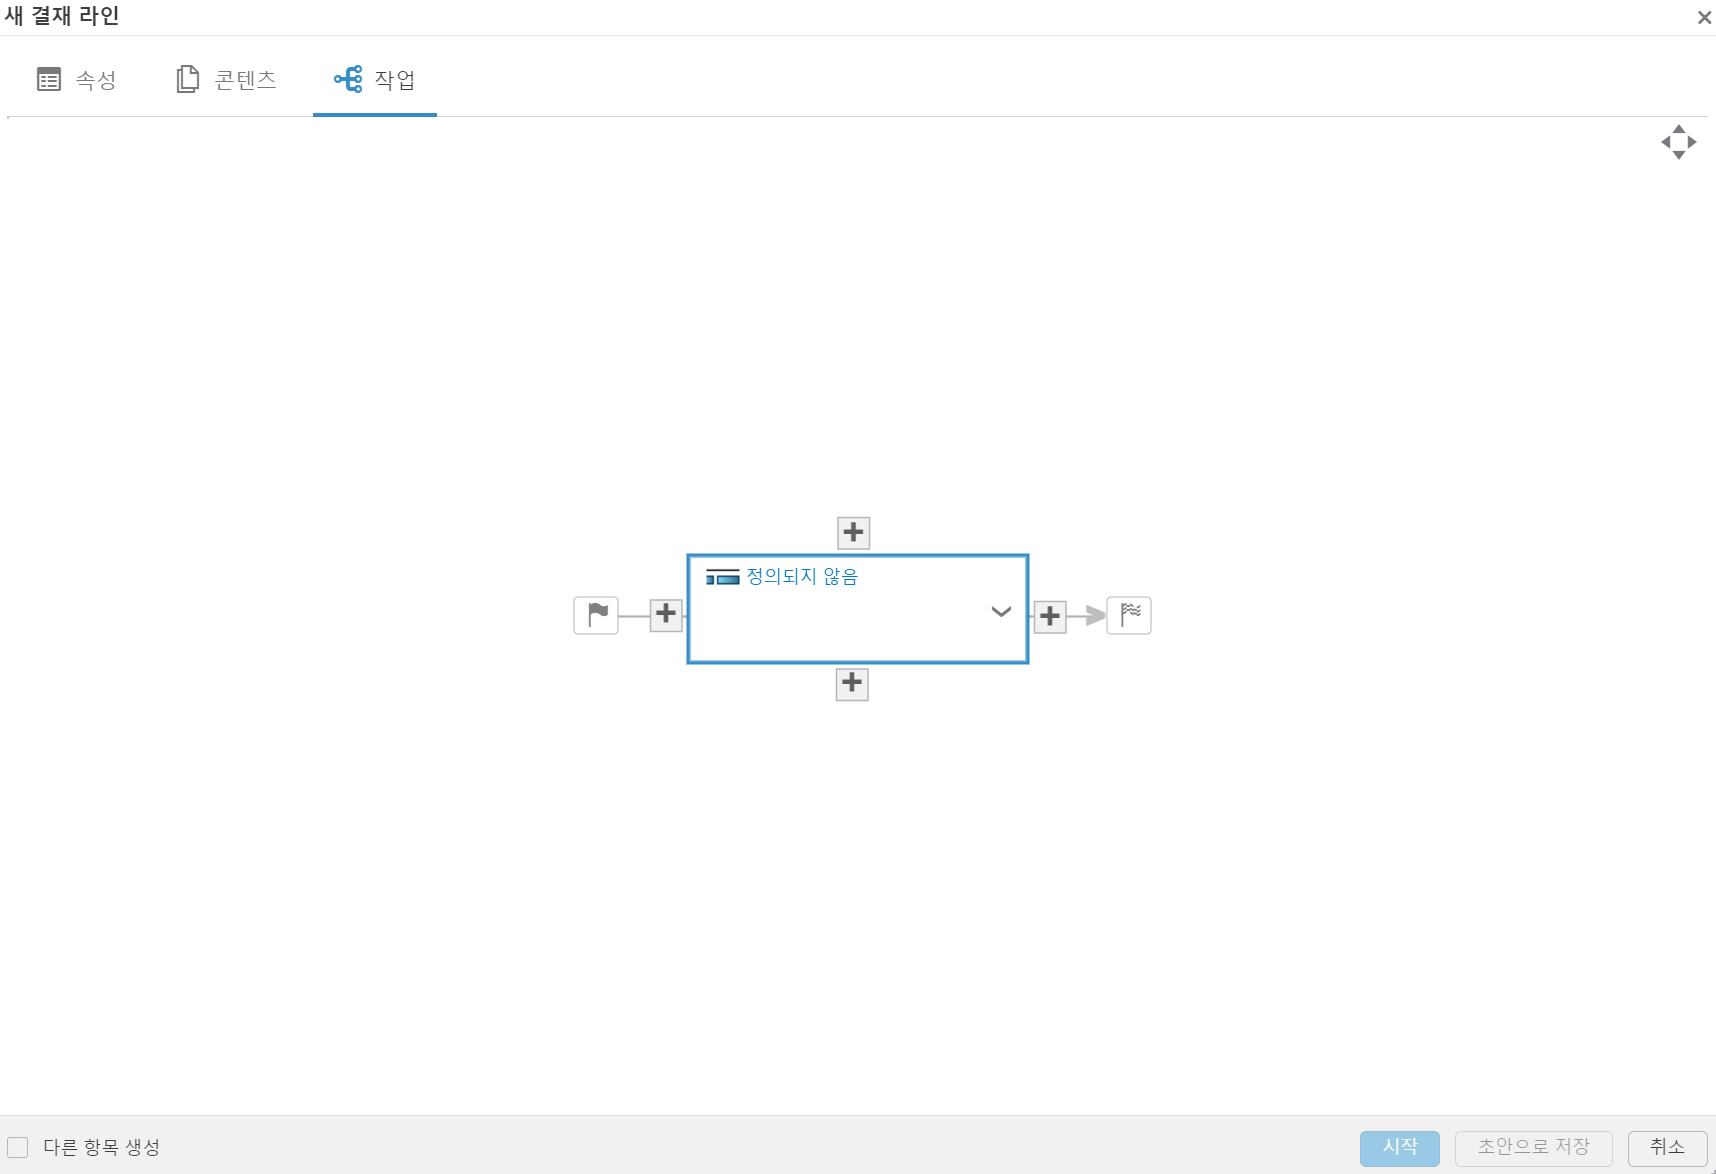 새 결재 라인
속성
콘텐츠
작업
정의되지 않음
다른 항목 생성
시작
초안으로 저장
취소